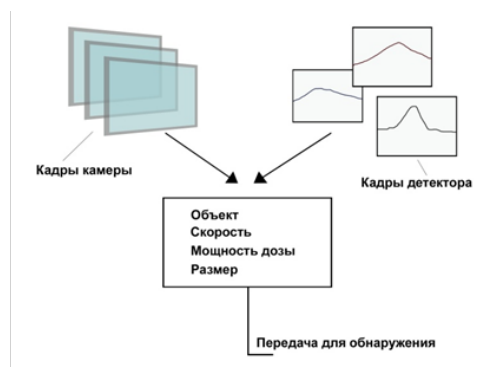 Кадры камеры
Кадры детектора
Объект
Скорость
Мощность дозы
Размер
Передача для обнаружения